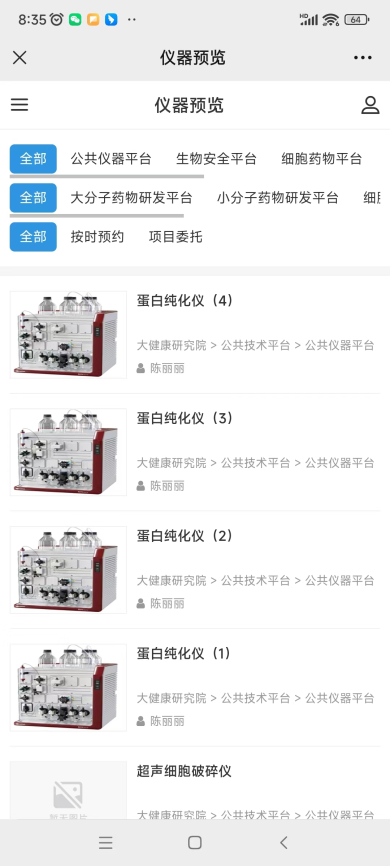 8:35
HD
64
仪器预览
仪器预览
全部 公共仪器平台 生物安全平台 细胞药物平台
全部 大分子药物研发平台 小分子药物研发平台 细
全部 按时预约 项目委托
蛋白纯化仪（4）
大健康研究院 > 公共技术平台 > 公共仪器平台
陈丽丽
蛋白纯化仪（3）
大健康研究院 > 公共技术平台 > 公共仪器平台
陈丽丽
蛋白纯化仪（2）
大健康研究院 > 公共技术平台 > 公共仪器平台
陈丽丽
蛋白纯化仪（1）
大健康研究院 > 公共技术平台 > 公共仪器平台
陈丽丽
超声细胞破碎仪
暂无图片
大健康研究院 > 公共技术平台 > 公共仪器平台